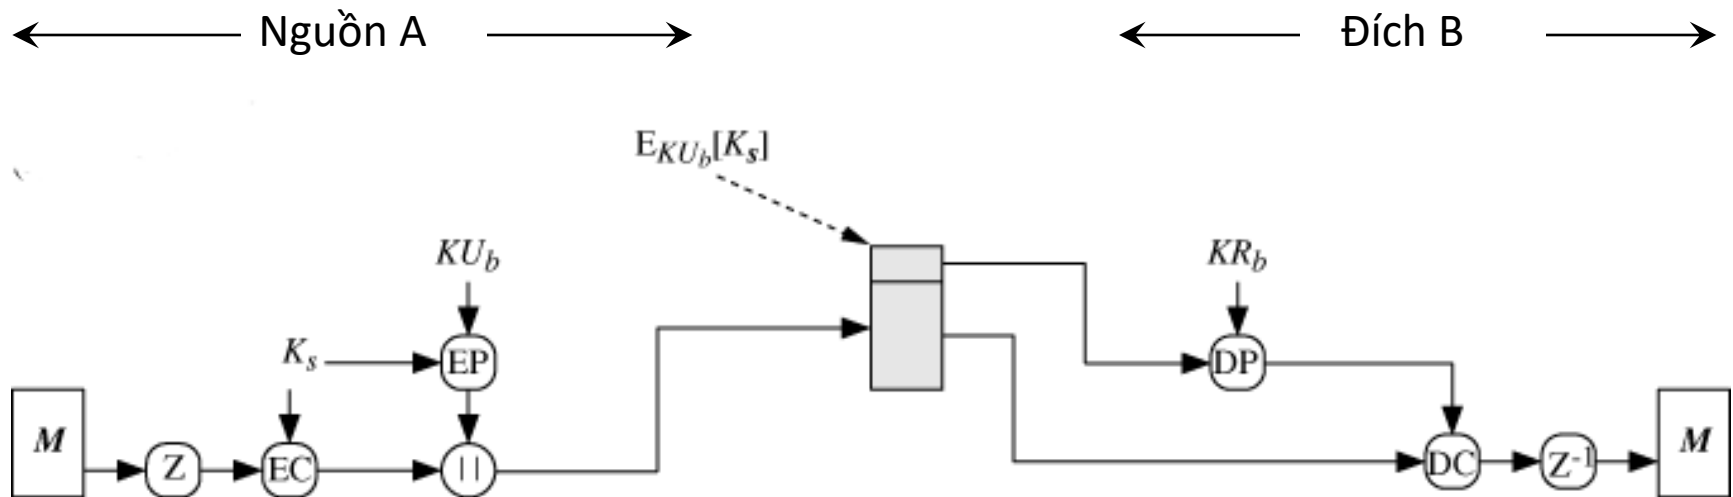 Nguồn A
Đích B
E_{KU_b}[K_s]
KU_b
KR_b
K_s
EP
DP
M
Z
EC
||
DC
Z^{-1}
M